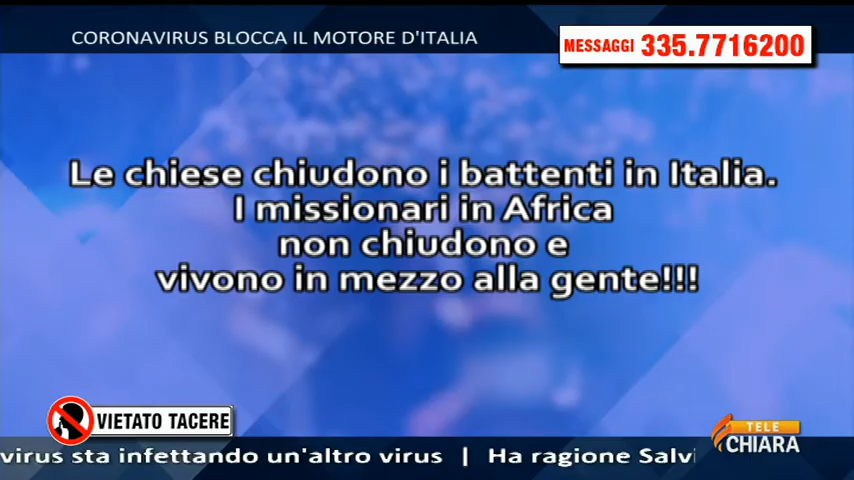 CORONAVIRUS BLOCCA IL MOTORE D'ITALIA
MESSAGGI 335.7716200
Le chiese chiudono i battenti in Italia.
I missionari in Africa
non chiudono e
vivono in mezzo alla gente!!!
VIETATO TACERE
TELE
CHIARA
virus sta infettando un'altro virus | Ha ragione Salvi